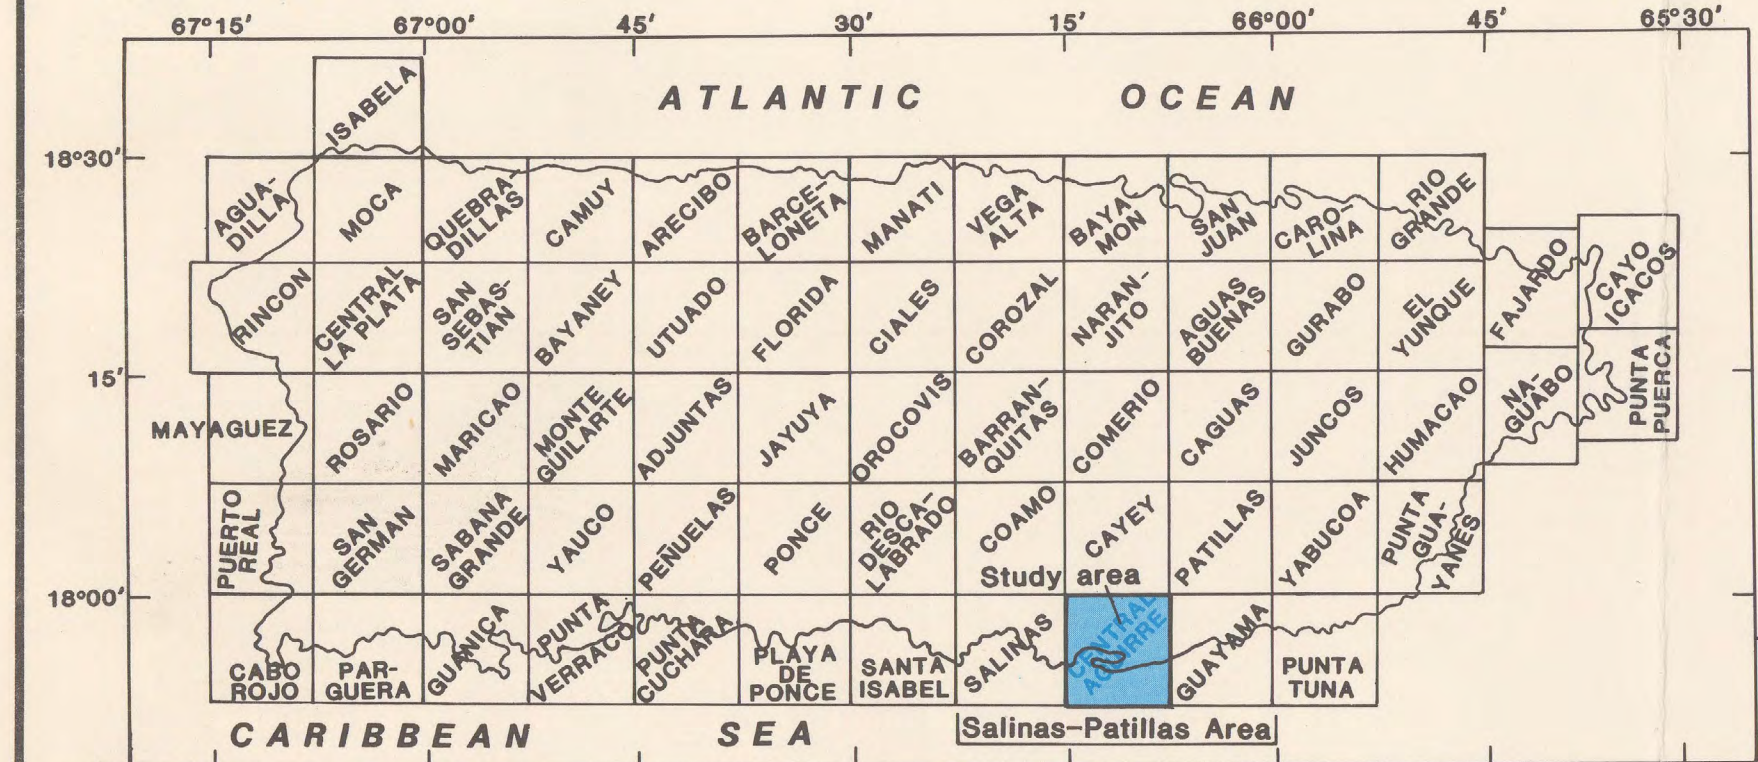 67°15′ 67°00′ 45′ 30′ 15′ 66°00′ 45′ 65°30′
ATLANTIC OCEAN
ISABELA
18°30′
AGUA-
DILLA
MOCA
QUEBRA-
DILLAS
CAMUY
ARECIBO
BARCE-
LONETA
MANATI
VEGA
ALTA
BAYA
MON
SAN
JUAN
CARO-
LINA
RIO
GRANDE
FAJARDO
CAYO
ICACOS
RINCON
CENTRAL
LA PLATA
SAN
SEBAS-
TIAN
BAYANEY
UTUADO
FLORIDA
CIALES
COROZAL
NARAN-
JITO
AGUAS
BUENAS
GURABO
EL
YUNQUE
15′
MAYAGUEZ
ROSARIO
MARICAO
MONTE
GUILARTE
ADJUNTAS
JAYUYA
OROCOVIS
BARRAN-
QUITAS
COMERIO
CAGUAS
JUNCOS
HUMACAO
NA-
GUABO
PUNTA
PUERCA
PUERTO
REAL
SAN
GERMAN
SABANA
GRANDE
YAUCO
PEÑUELAS
PONCE
RIO
DESCA-
LABRADO
COAMO
CAYEY
PATILLAS
YABUCOA
PUNTA
GUA-
YANES
Study area
18°00′
CABO
ROJO
PAR-
GUERA
GUANICA
PUNTA
VERRACO
PUNTA
CUCHARA
PLAYA
DE
PONCE
SANTA
ISABEL
SALINAS
CENTRAL
AGUIRRE
GUAYAMA
PUNTA
TUNA
CARIBBEAN SEA
Salinas-Patillas Area